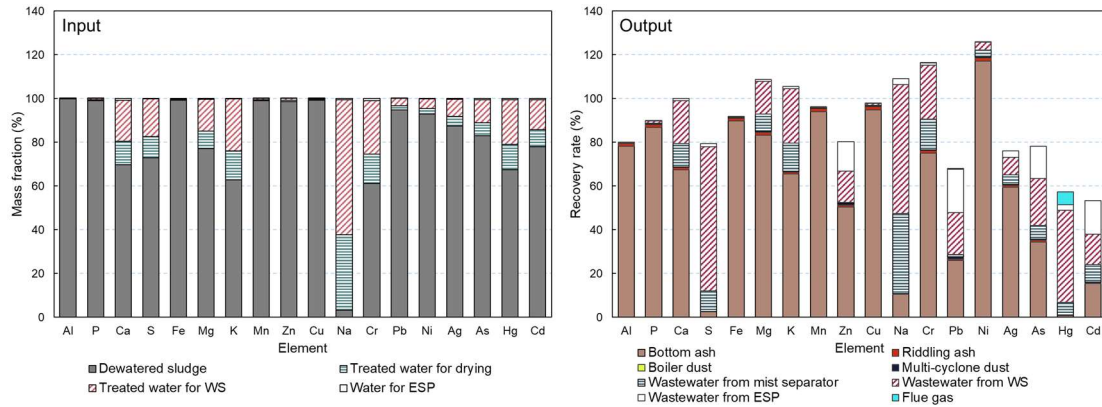 Input
Mass fraction (%)
140
120
100
80
60
40
20
0
Al P Ca S Fe Mg K Mn Zn Cu Na Cr Pb Ni Ag As Hg Cd
Element
Dewatered sludge
Treated water for drying
Treated water for WS
Water for ESP
Output
Recovery rate (%)
140
120
100
80
60
40
20
0
Al P Ca S Fe Mg K Mn Zn Cu Na Cr Pb Ni Ag As Hg Cd
Element
Bottom ash
Riddling ash
Boiler dust
Multi-cyclone dust
Wastewater from mist separator
Wastewater from WS
Wastewater from ESP
Flue gas